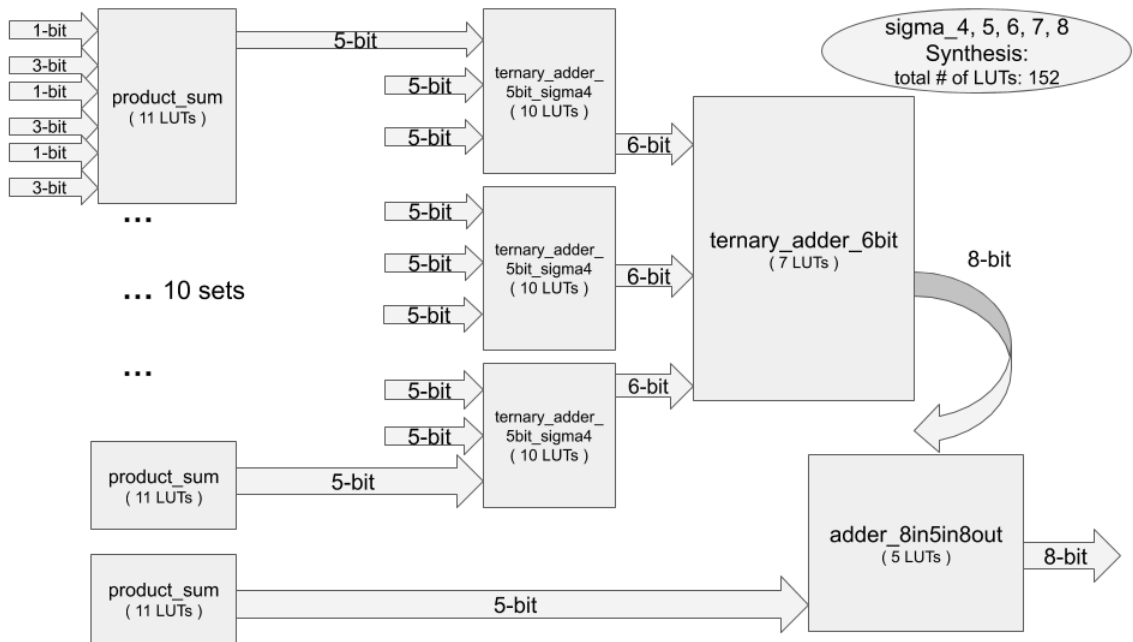 1-bit
3-bit
1-bit
3-bit
1-bit
3-bit
product_sum
( 11 LUTs )
5-bit
5-bit
5-bit
ternary_adder_
5bit_sigma4
( 10 LUTs )
6-bit
sigma_4, 5, 6, 7, 8
Synthesis:
total # of LUTs: 152
...
... 10 sets
...
5-bit
5-bit
5-bit
ternary_adder_
5bit_sigma4
( 10 LUTs )
6-bit
ternary_adder_6bit
( 7 LUTs )
8-bit
5-bit
5-bit
ternary_adder_
5bit_sigma4
( 10 LUTs )
6-bit
product_sum
( 11 LUTs )
5-bit
product_sum
( 11 LUTs )
5-bit
adder_8in5in8out
( 5 LUTs )
8-bit